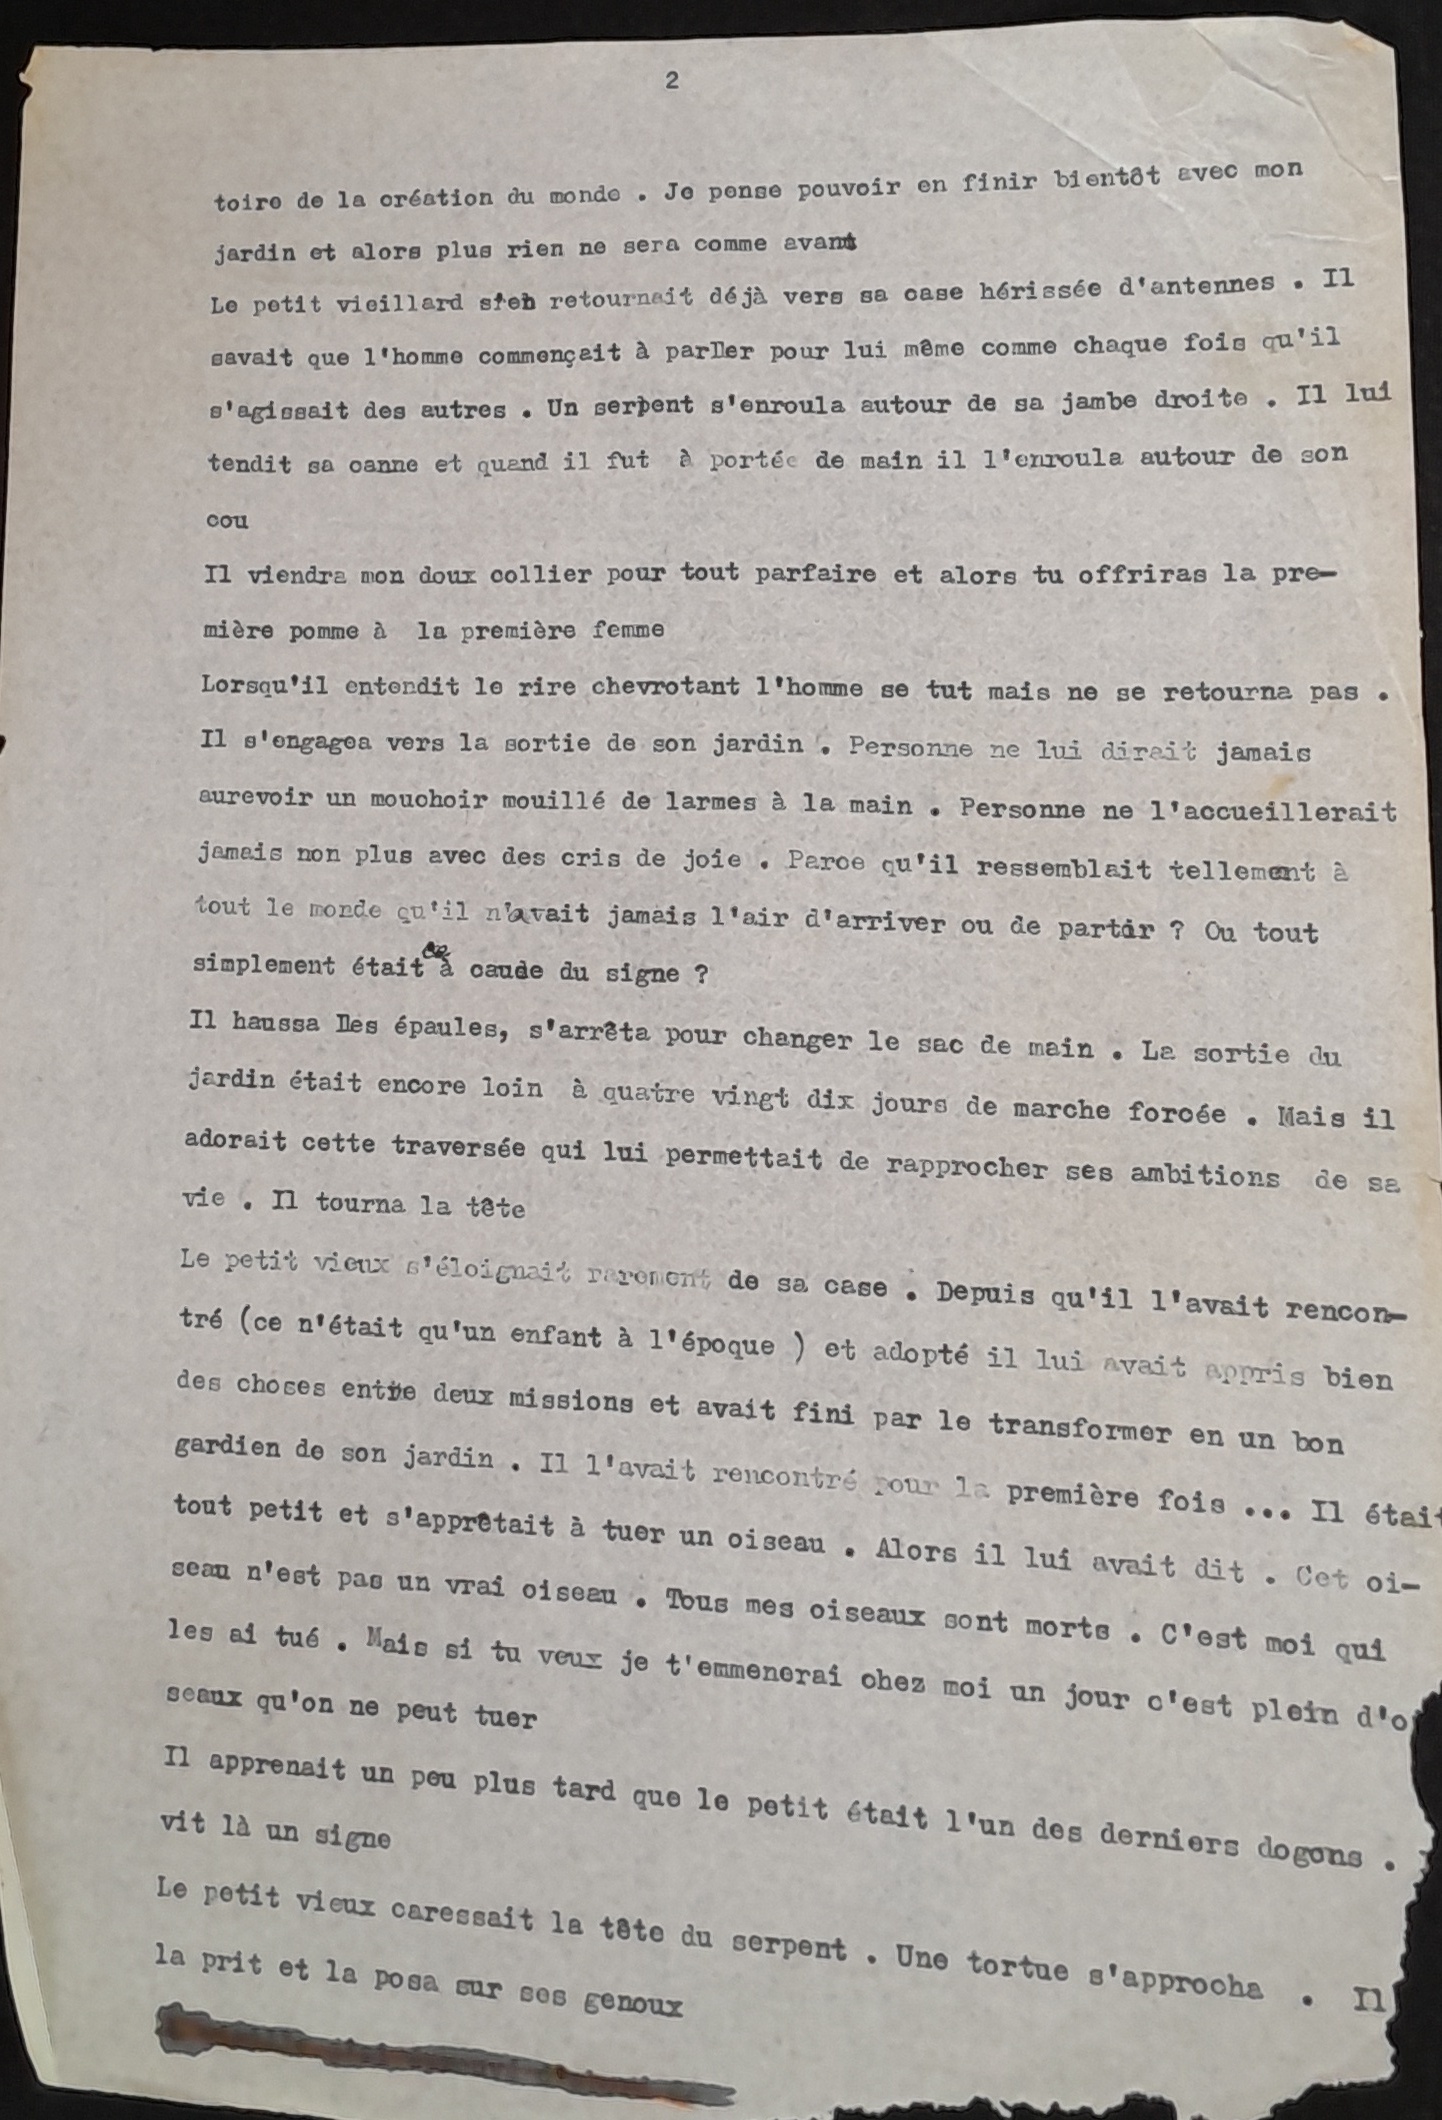 2
toire de la création du monde . Je pense pouvoir en finir bientôt avec mon
jardin et alors plus rien ne sera comme avant
Le petit vieillard s'en retournait déjà vers sa case hérissée d'antennes . Il
savait que l'homme commençait à parler pour lui même comme chaque fois qu'il
s'agissait des autres . Un serpent s'enroula autour de sa jambe droite . Il lui
tendit sa canne et quand il fut à portée de main il l'enroula autour de son
cou
Il viendra mon doux collier pour tout parfaire et alors tu offriras la pre-
mière pomme à la première femme
Lorsqu'il entendit le rire chevrotant l'homme se tut mais ne se retourna pas .
Il s'engagea vers la sortie de son jardin . Personne ne lui dirait jamais
aurevoir un mouchoir mouillé de larmes à la main . Personne ne l'accueillerait
jamais non plus avec des cris de joie . Parce qu'il ressemblait tellement à
tout le monde qu'il n'avait jamais l'air d'arriver ou de partir ? Ou tout
simplement était ce à cause du signe ?
Il haussa les épaules, s'arrêta pour changer le sac de main . La sortie du
jardin était encore loin à quatre vingt dix jours de marche forcée . Mais il
adorait cette traversée qui lui permettait de rapprocher ses ambitions de sa
vie . Il tourna la tête
Le petit vieux s'éloignait rarement de sa case . Depuis qu'il l'avait rencon-
tré (ce n'était qu'un enfant à l'époque ) et adopté il lui avait appris bien
des choses entre deux missions et avait fini par le transformer en un bon
gardien de son jardin . Il l'avait rencontré pour la première fois ... Il était
tout petit et s'apprêtait à tuer un oiseau . Alors il lui avait dit . Cet oi-
seau n'est pas un vrai oiseau . Tous mes oiseaux sont morts . C'est moi qui
les ai tué . Mais si tu veux je t'emmenerai chez moi un jour c'est plein d'o
seaux qu'on ne peut tuer
Il apprenait un peu plus tard que le petit était l'un des derniers dogons .
vit là un signe
Le petit vieux caressait la tête du serpent . Une tortue s'approcha . Il
la prit et la posa sur ses genoux